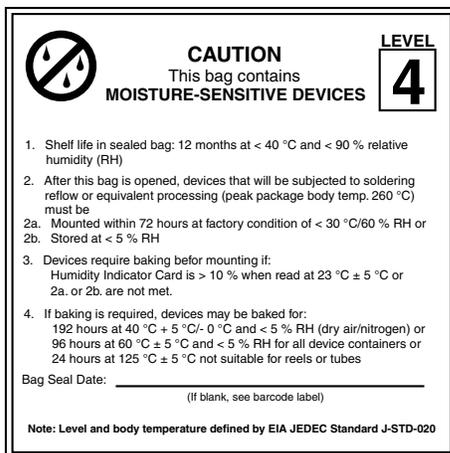 LEVEL
4
CAUTION
This bag contains
MOISTURE-SENSITIVE DEVICES
1. Shelf life in sealed bag: 12 months at < 40 °C and < 90 % relative
humidity (RH)
2. After this bag is opened, devices that will be subjected to soldering
reflow or equivalent processing (peak package body temp. 260 °C)
must be
2a. Mounted within 72 hours at factory condition of < 30 °C/60 % RH or
2b. Stored at < 5 % RH
3. Devices require baking befor mounting if:
Humidity Indicator Card is > 10 % when read at 23 °C ± 5 °C or
2a. or 2b. are not met.
4. If baking is required, devices may be baked for:
192 hours at 40 °C + 5 °C/- 0 °C and < 5 % RH (dry air/nitrogen) or
96 hours at 60 °C ± 5 °C and < 5 % RH for all device containers or
24 hours at 125 °C ± 5 °C not suitable for reels or tubes
Bag Seal Date:
(If blank, see barcode label)
Note: Level and body temperature defined by EIA JEDEC Standard J-STD-020